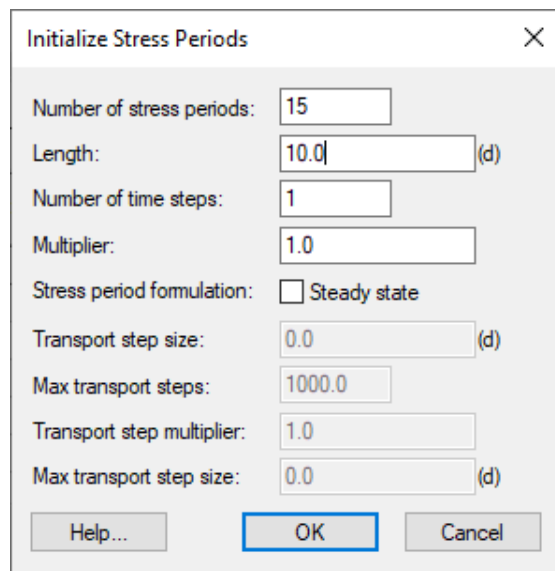 Initialize Stress Periods
Number of stress periods: 15
Length: 10.0 (d)
Number of time steps: 1
Multiplier: 1.0
Stress period formulation: Steady state
Transport step size: 0.0 (d)
Max transport steps: 1000.0
Transport step multiplier: 1.0
Max transport step size: 0.0 (d)
Help... OK Cancel